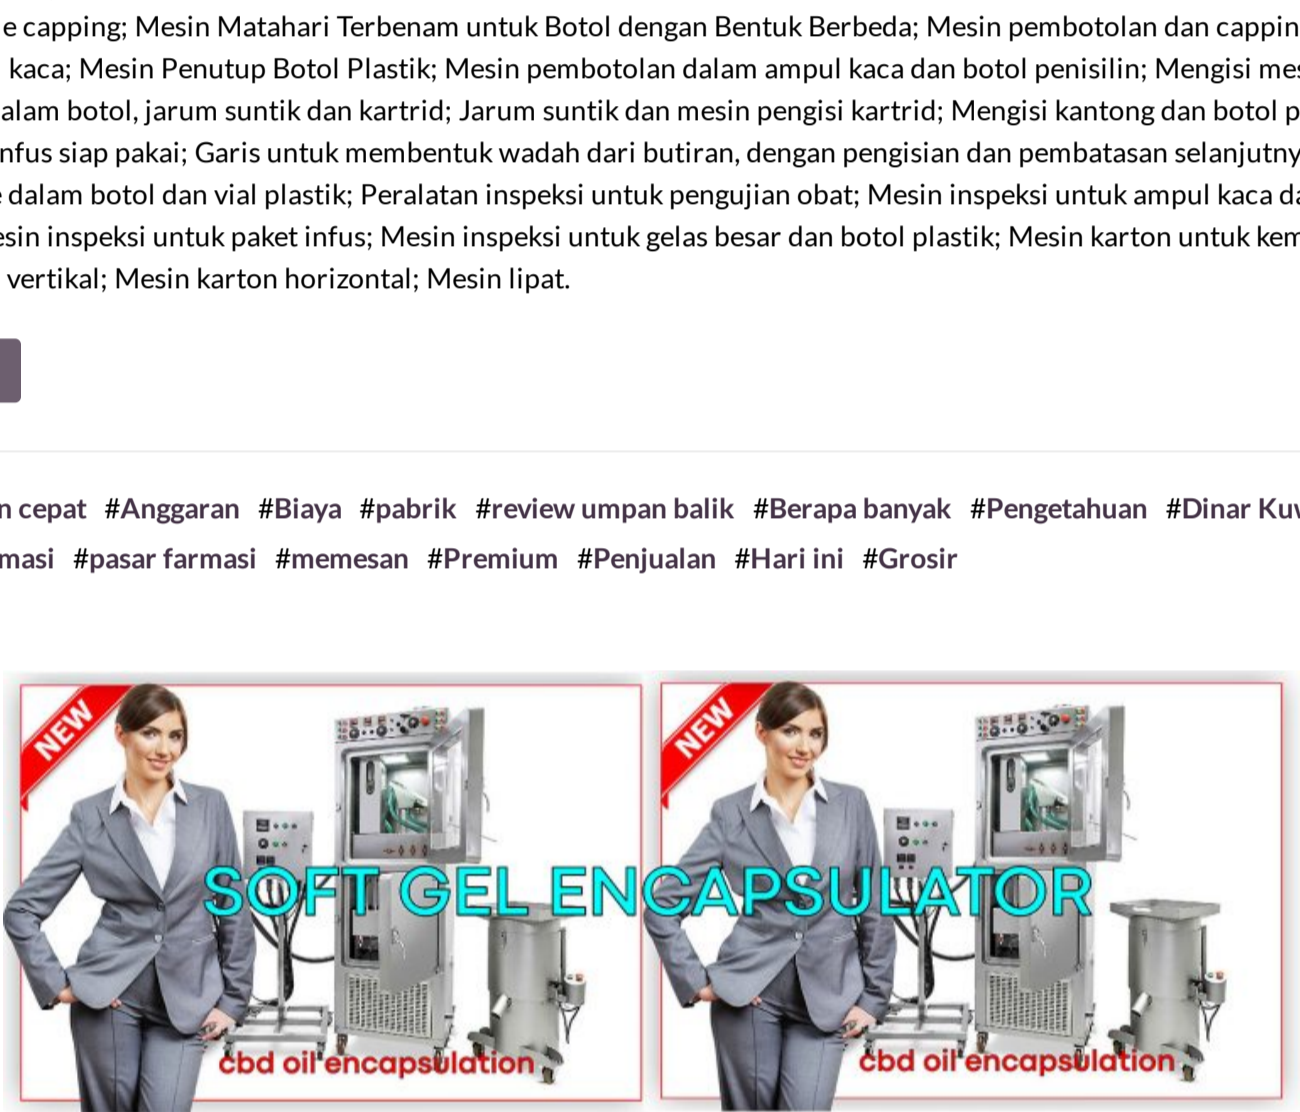 e capping; Mesin Matahari Terbenam untuk Botol dengan Bentuk Berbeda; Mesin pembotolan dan cappin
kaca; Mesin Penutup Botol Plastik; Mesin pembotolan dalam ampul kaca dan botol penisilin; Mengisi mes
alam botol, jarum suntik dan kartrid; Jarum suntik dan mesin pengisi kartrid; Mengisi kantong dan botol p
nfus siap pakai; Garis untuk membentuk wadah dari butiran, dengan pengisian dan pembatasan selanjutny
dalam botol dan vial plastik; Peralatan inspeksi untuk pengujian obat; Mesin inspeksi untuk ampul kaca da
esin inspeksi untuk paket infus; Mesin inspeksi untuk gelas besar dan botol plastik; Mesin karton untuk kem
vertikal; Mesin karton horizontal; Mesin lipat.
n cepat #Anggaran #Biaya #pabrik #review umpan balik #Berapa banyak #Pengetahuan #Dinar Kuw
masi #pasar farmasi #memesan #Premium #Penjualan #Hari ini #Grosir
NEW
NEW
SOFT GEL ENCAPSULATOR
cbd oil encapsulation
cbd oil encapsulation